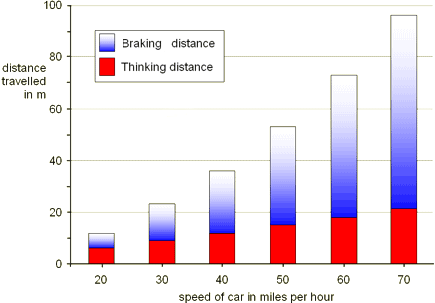 100
Braking distance
80
Thinking distance
distance
travelled
in m
60
40
20
0
20 30 40 50 60 70
speed of car in miles per hour